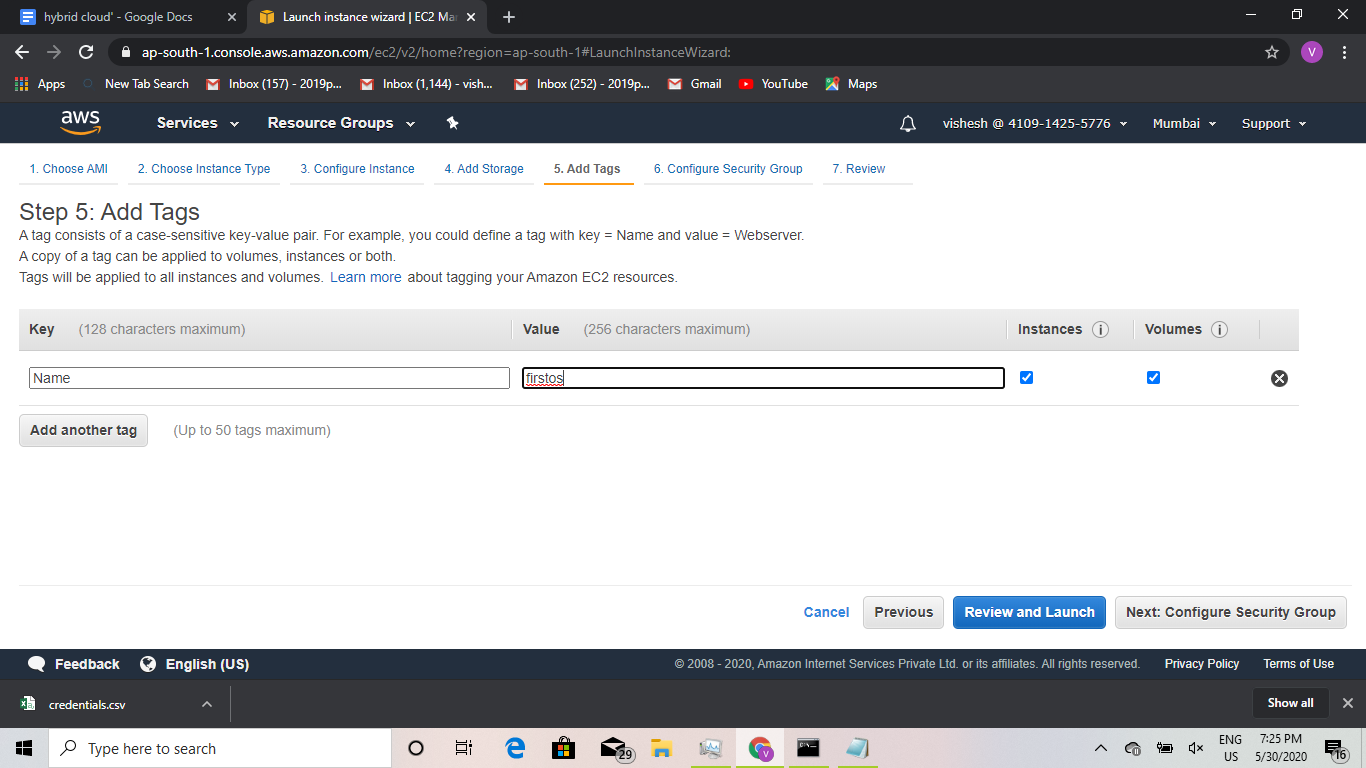 hybrid cloud' - Google Docs
Launch instance wizard | EC2 Ma
ap-south-1.console.aws.amazon.com/ec2/v2/home?region=ap-south-1#LaunchInstanceWizard:
V
Apps New Tab Search Inbox (157) - 2019p... Inbox (1,144) - vish... Inbox (252) - 2019p... Gmail YouTube Maps
aws Services Resource Groups vishesh @ 4109-1425-5776 Mumbai Support
1. Choose AMI 2. Choose Instance Type 3. Configure Instance 4. Add Storage 5. Add Tags 6. Configure Security Group 7. Review
Step 5: Add Tags
A tag consists of a case-sensitive key-value pair. For example, you could define a tag with key = Name and value = Webserver.
A copy of a tag can be applied to volumes, instances or both.
Tags will be applied to all instances and volumes. Learn more about tagging your Amazon EC2 resources.
Key (128 characters maximum) Value (256 characters maximum) Instances i Volumes i
Name firstos
Add another tag (Up to 50 tags maximum)
Cancel Previous Review and Launch Next: Configure Security Group
Feedback English (US) © 2008 - 2020, Amazon Internet Services Private Ltd. or its affiliates. All rights reserved. Privacy Policy Terms of Use
credentials.csv Show all
Type here to search 29 V ENG 7:25 PM
US 5/30/2020 16